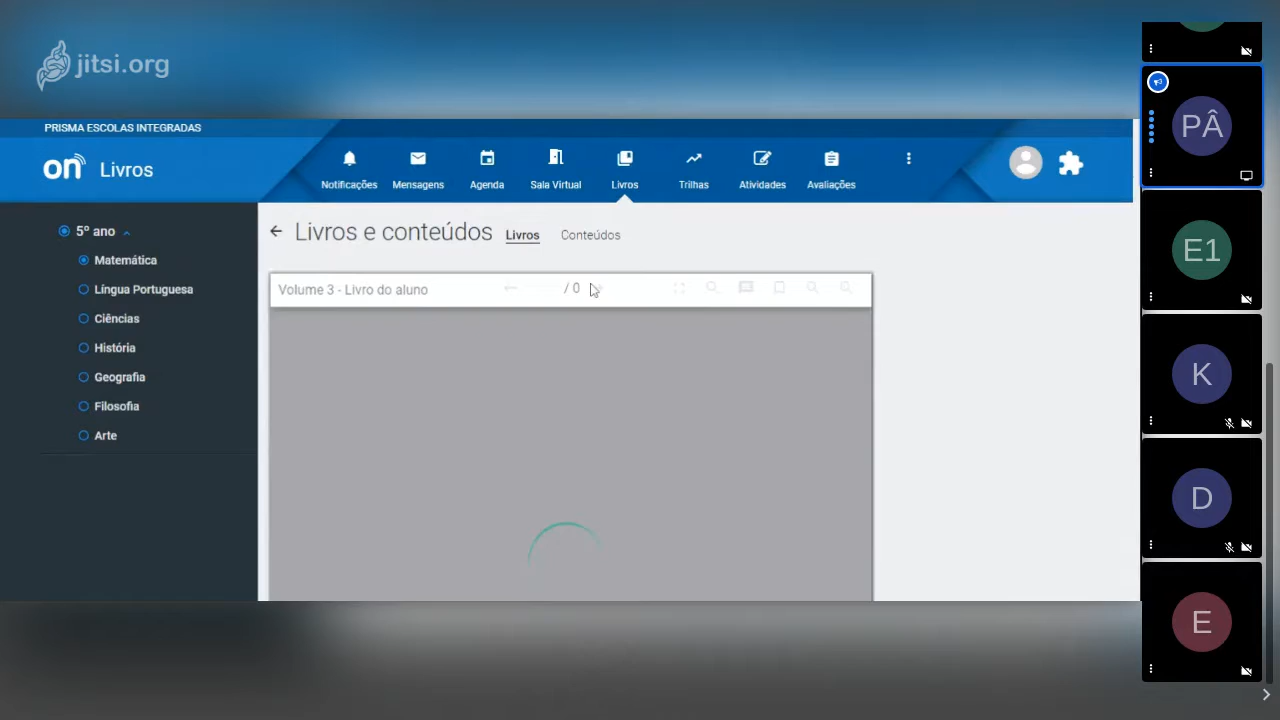 jitsi.org
PRISMA ESCOLAS INTEGRADAS
on Livros
Notificações
Mensagens
Agenda
Sala Virtual
Livros
Trilhas
Atividades
Avaliações
5º ano
Matemática
Língua Portuguesa
Ciências
História
Geografia
Filosofia
Arte
Livros e conteúdos Livros Conteúdos
Volume 3 - Livro do aluno / 0
PÂ
E1
K
D
E